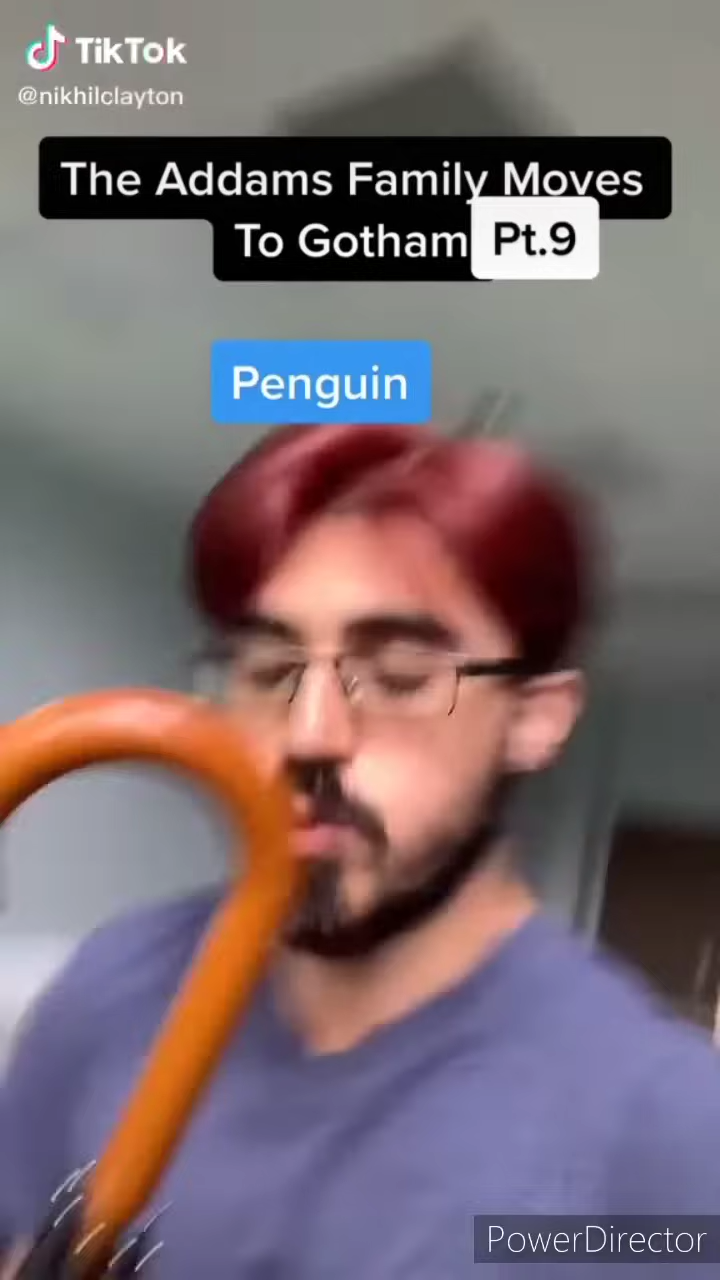 TikTok
@nikhilclayton
The Addams Family Moves
To Gotham Pt.9
Penguin
PowerDirector